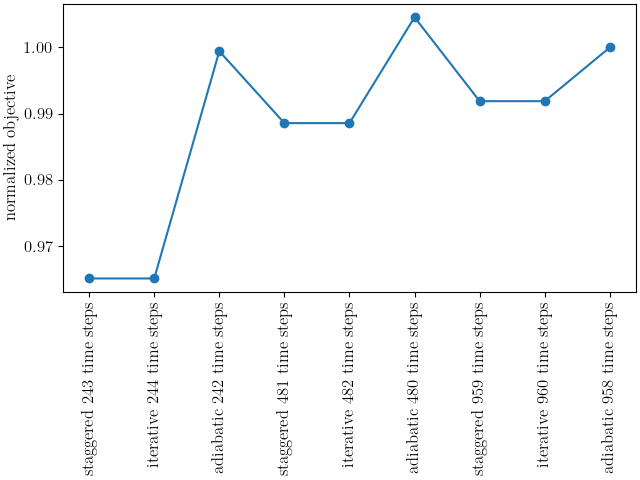 normalized objective
1.00
0.99
0.98
0.97
staggered 243 time steps
iterative 244 time steps
adiabatic 242 time steps
staggered 481 time steps
iterative 482 time steps
adiabatic 480 time steps
staggered 959 time steps
iterative 960 time steps
adiabatic 958 time steps